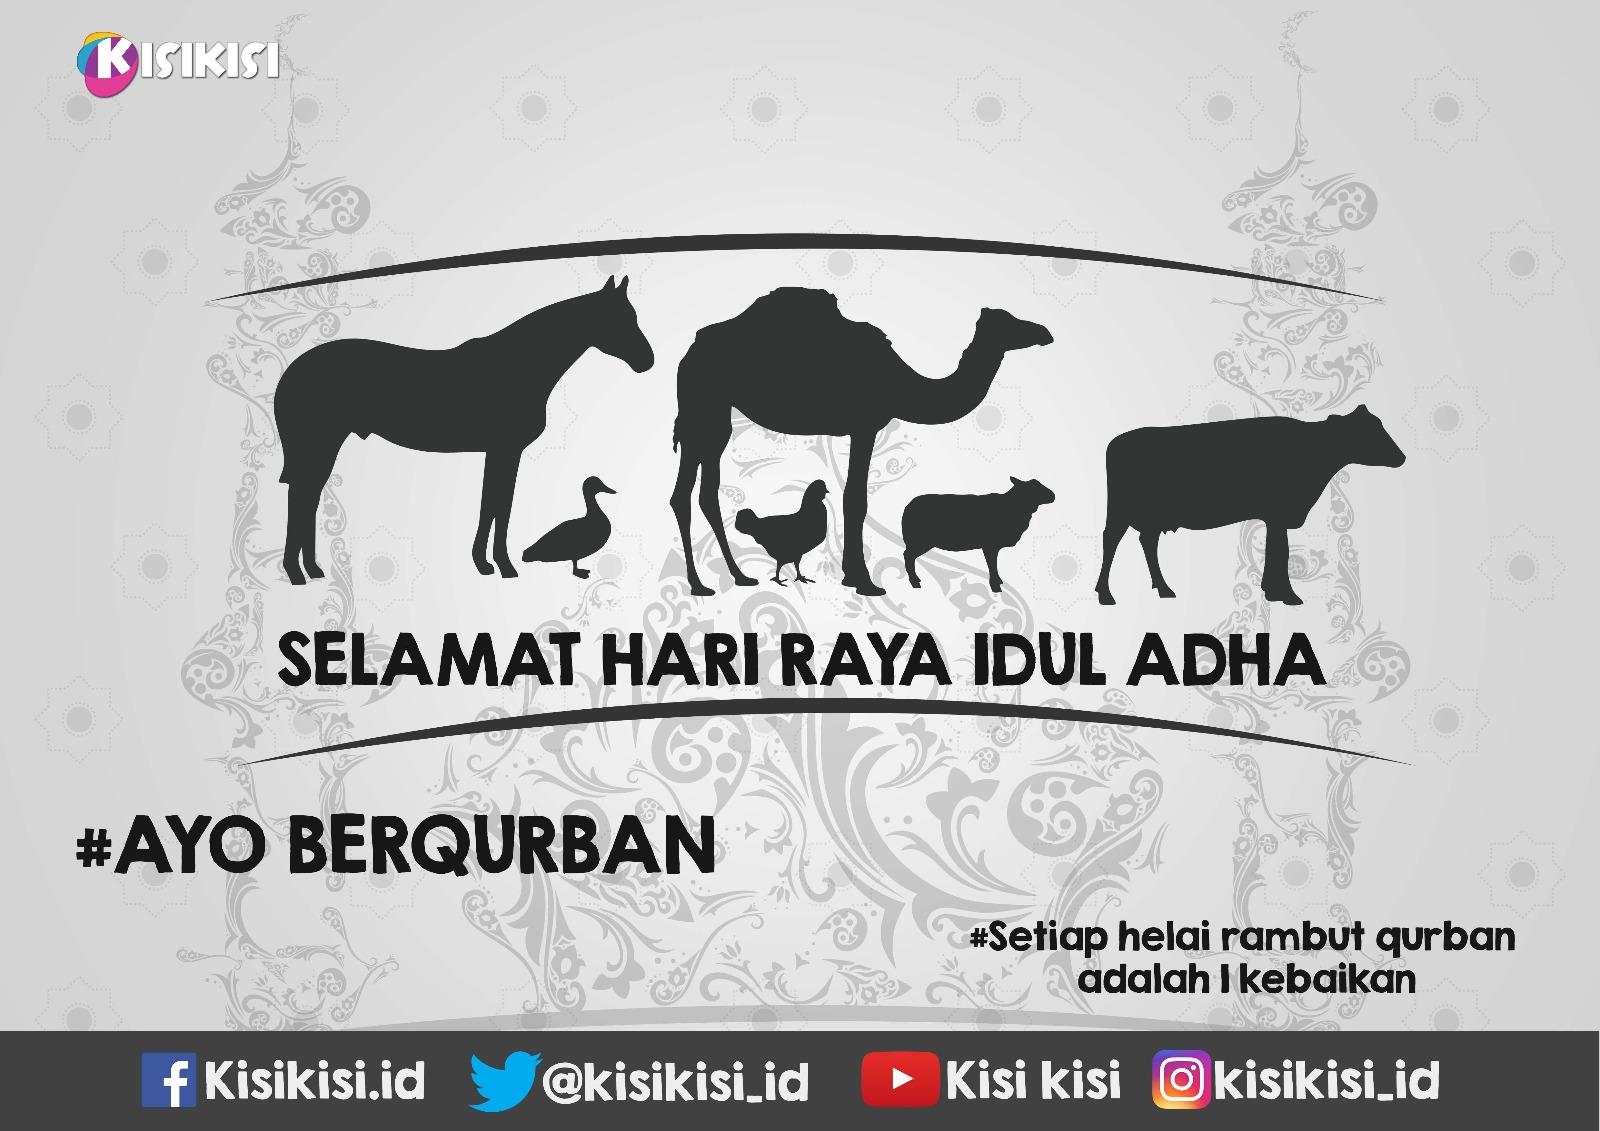 KISIKISI
SELAMAT HARI RAYA IDUL ADHA
#AYO BERQURBAN
#Setiap helai rambut qurban
adalah 1 kebaikan
Kisikisi.id @kisikisi_id Kisi kisi kisikisi_id